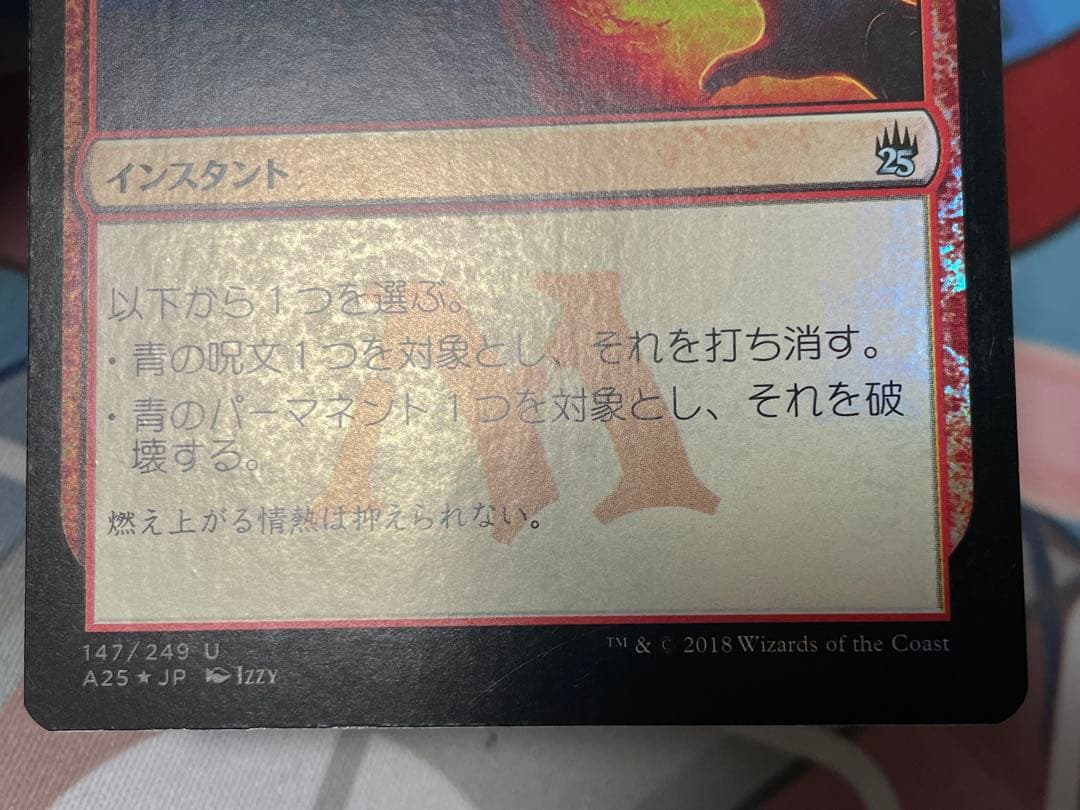 インスタント
25
以下から1つを選ぶ。
・青の呪文1つを対象とし、それを打ち消す。
・青のパーマネント1つを対象とし、それを破
壊する。
燃え上がる情熱は抑えられない。
147/249 U
A25★JP IZZY
™ & © 2018 Wizards of the Coast